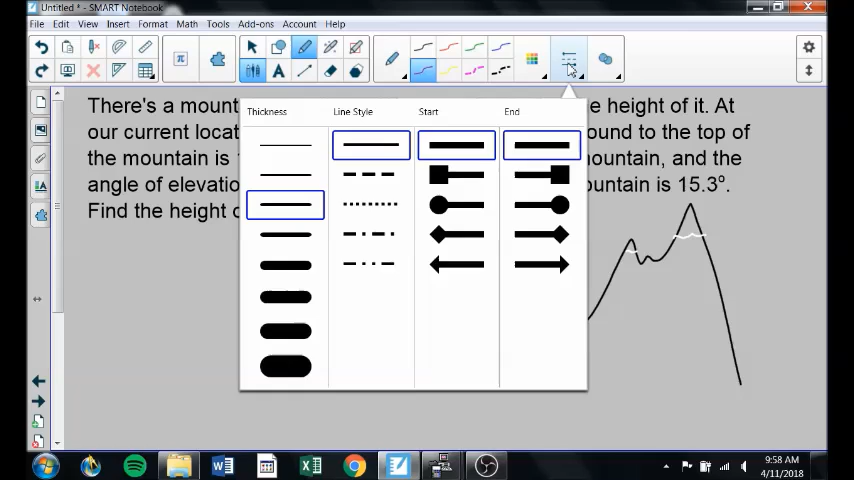 Untitled * - SMART Notebook
File Edit View Insert Format Math Tools Add-ons Account Help
Thickness Line Style Start End
There's a mount e height of it. At
our current locat ound to the top of
the mountain is mountain, and the
angle of elevatio untain is 15.3°.
Find the height
9:58 AM
4/11/2018